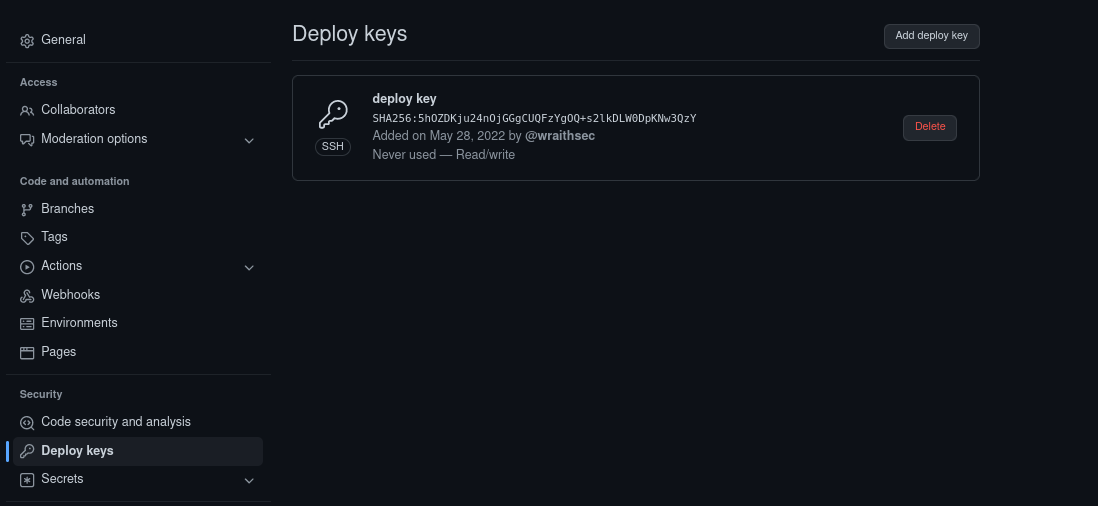 General
Access
Collaborators
Moderation options
Code and automation
Branches
Tags
Actions
Webhooks
Environments
Pages
Security
Code security and analysis
Deploy keys
Secrets
Deploy keys
Add deploy key
deploy key
SHA256:5hOZDKju24nOjGGgCUQFzYgOQ+s2lkDLW0DpKNw3QzY
Added on May 28, 2022 by @wraithsec
Never used — Read/write
SSH
Delete